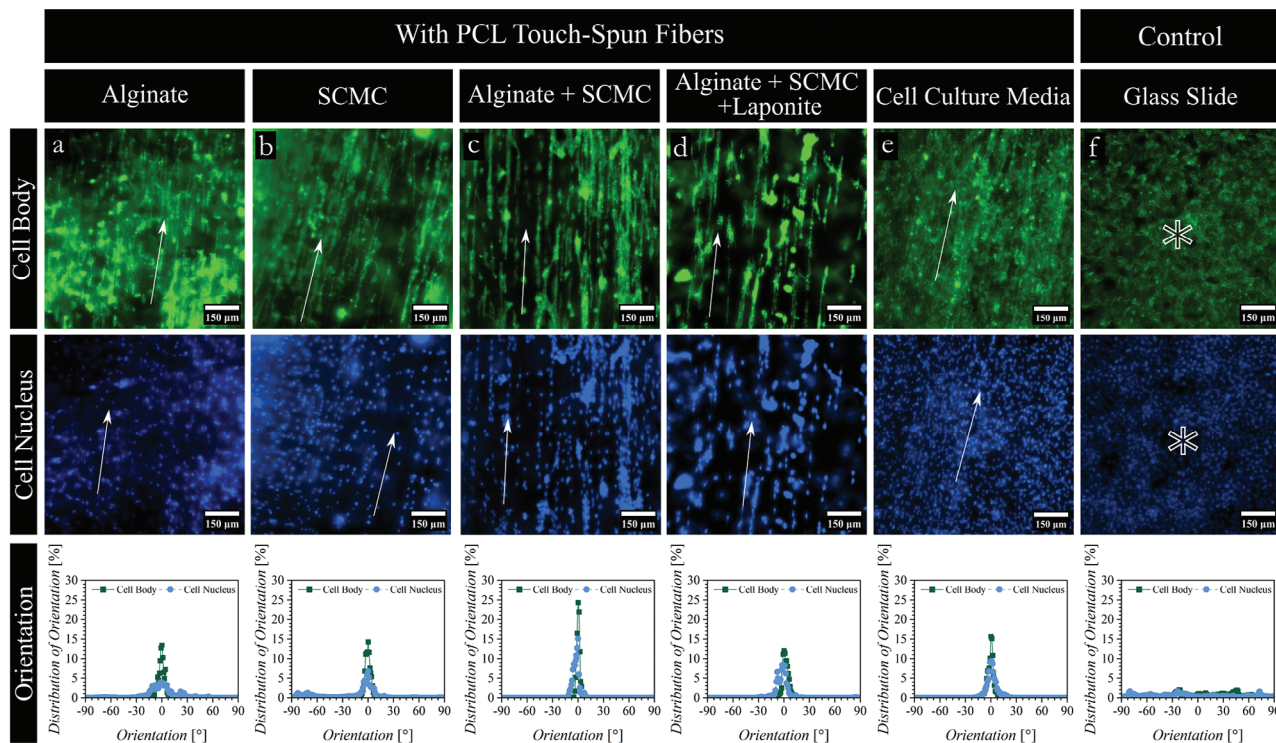 With PCL Touch-Spun Fibers
Control
Alginate
SCMC
Alginate + SCMC
Alginate + SCMC
+Laponite
Cell Culture Media
Glass Slide
Cell Body
a
b
c
d
e
f
150 µm
150 µm
150 µm
150 µm
150 µm
150 µm
Cell Nucleus
150 µm
150 µm
150 µm
150 µm
150 µm
150 µm
Orientation
Distribution of Orientation [%]
30
25
20
15
10
5
0
Cell Body
Cell Nucleus
-90 -60 -30 0 30 60 90
Orientation [°]
Distribution of Orientation [%]
30
25
20
15
10
5
0
Cell Body
Cell Nucleus
-90 -60 -30 0 30 60 90
Orientation [°]
Distribution of Orientation [%]
30
25
20
15
10
5
0
Cell Body
Cell Nucleus
-90 -60 -30 0 30 60 90
Orientation [°]
Distribution of Orientation [%]
30
25
20
15
10
5
0
Cell Body
Cell Nucleus
-90 -60 -30 0 30 60 90
Orientation [°]
Distribution of Orientation [%]
30
25
20
15
10
5
0
Cell Body
Cell Nucleus
-90 -60 -30 0 30 60 90
Orientation [°]
Distribution of Orientation [%]
30
25
20
15
10
5
0
Cell Body
Cell Nucleus
-90 -60 -30 0 30 60 90
Orientation [°]